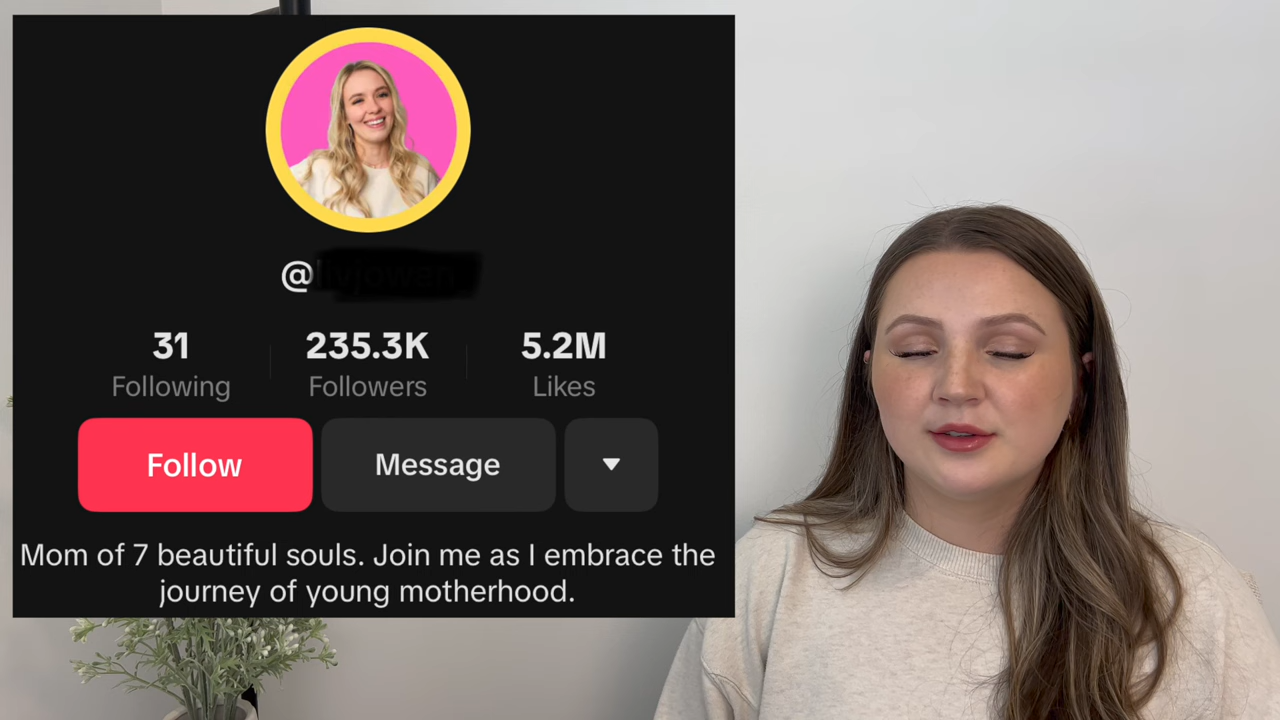 @
31
235.3K
5.2M
Following
Followers
Likes
Follow
Message
Mom of 7 beautiful souls. Join me as I embrace the
journey of young motherhood.